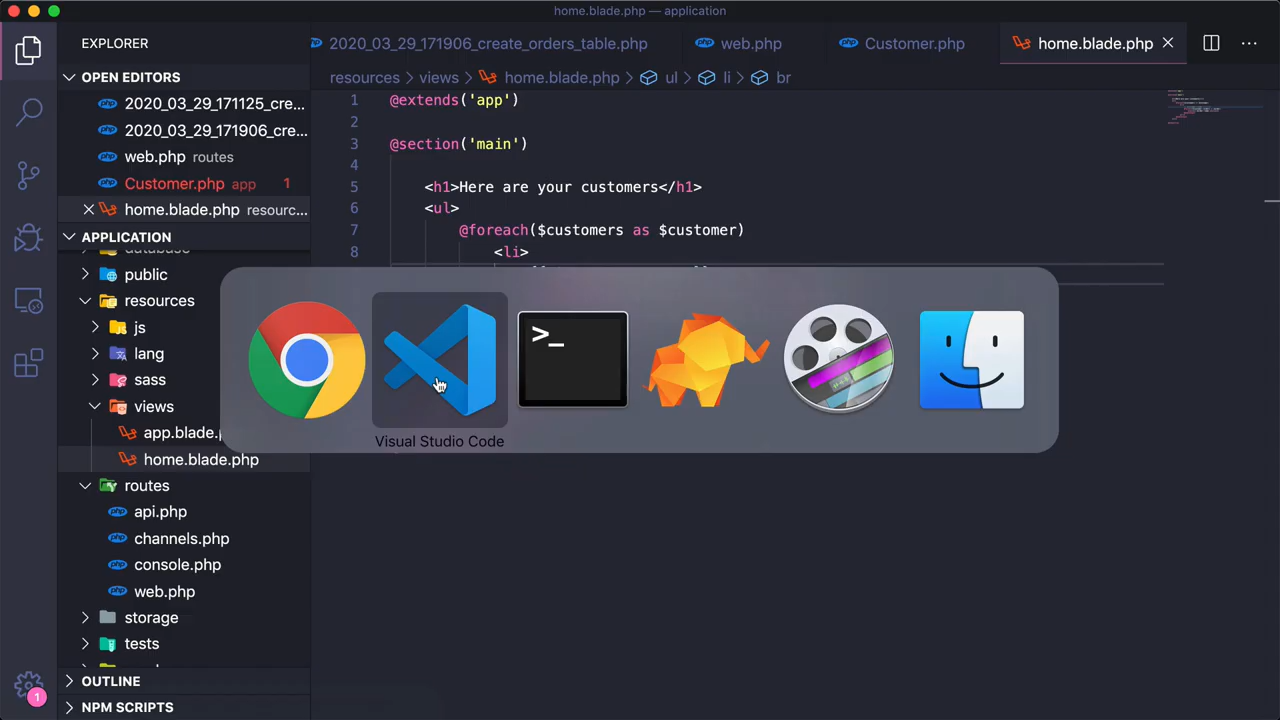 home.blade.php — application
EXPLORER
OPEN EDITORS
2020_03_29_171125_cre...
2020_03_29_171906_cre...
web.php routes
Customer.php app 1
home.blade.php resourc...
APPLICATION
database
public
resources
js
lang
sass
views
app.blade.p
home.blade.php
routes
api.php
channels.php
console.php
web.php
storage
tests
OUTLINE
NPM SCRIPTS
1
2020_03_29_171906_create_orders_table.php
web.php
Customer.php
home.blade.php
resources > views > home.blade.php > ul > li > br
1 @extends('app')
2
3 @section('main')
4
5 <h1>Here are your customers</h1>
6 <ul>
7 @foreach($customers as $customer)
8 <li>
>_
Visual Studio Code